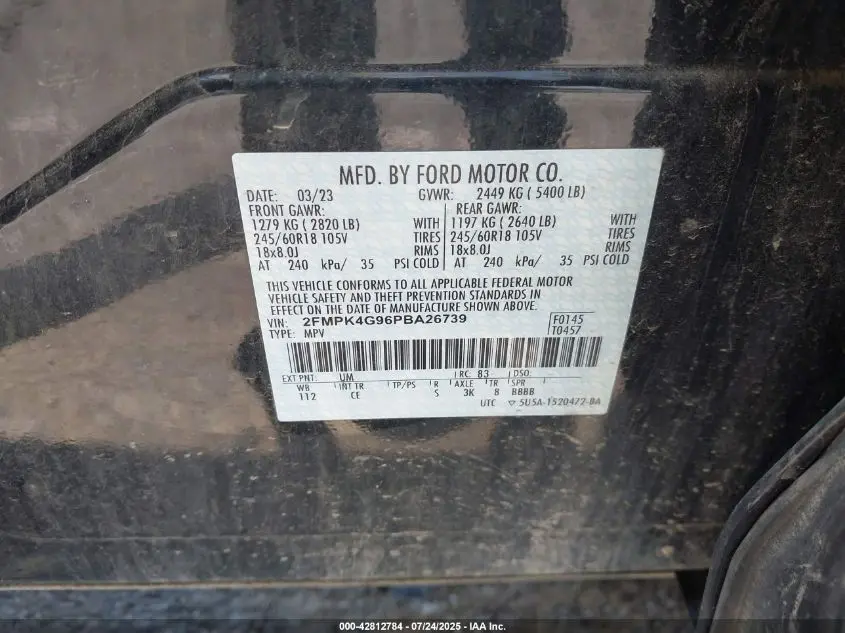 MFD. BY FORD MOTOR CO.
DATE: 03/23 GVWR: 2449 KG ( 5400 LB)
FRONT GAWR: REAR GAWR:
1279 KG ( 2820 LB) WITH 1197 KG ( 2640 LB) WITH
245/60R18 105V TIRES 245/60R18 105V TIRES
18x8.0J RIMS 18x8.0J RIMS
AT 240 kPa/ 35 PSI COLD AT 240 kPa/ 35 PSI COLD
THIS VEHICLE CONFORMS TO ALL APPLICABLE FEDERAL MOTOR
VEHICLE SAFETY AND THEFT PREVENTION STANDARDS IN
EFFECT ON THE DATE OF MANUFACTURE SHOWN ABOVE.
VIN: 2FMPK4G96PBA26739 F0145
TYPE: MPV T0457
EXT PNT: UM RC: 83 DSO:
WB INT TR TP/PS R AXLE TR SPR
112 CE S 3K 8 BBBB
UTC ▽ 5U5A-1520472-BA
000-42812784 - 07/24/2025 - IAA Inc.